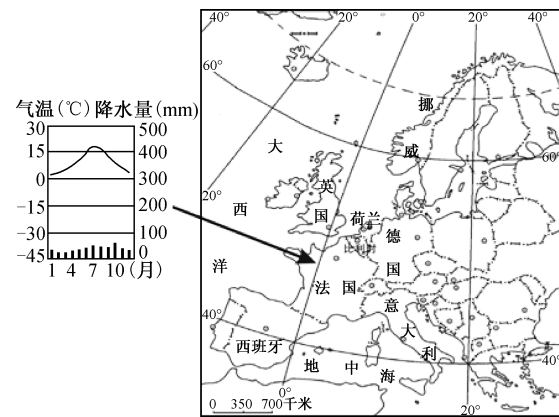 气温(℃) 降水量(mm)
30 500
15 400
0 300
-15 200
-30 100
-45 0
1 4 7 10 (月)
40° 20° 0° 20° 40°
60°
60°
20°
40°
40°
0°
20°
大
西
洋
挪
威
英
国
荷兰
比利时
德
国
法 国
意
大
利
西班牙
地 中 海
0 350 700千米